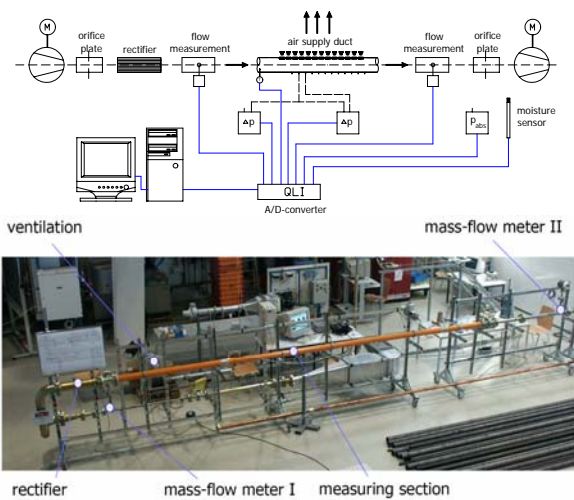 M
M
orifice
plate
rectifier
flow
measurement
air supply duct
flow
measurement
orifice
plate
Δp
Δp
Pabs
moisture
sensor
QLI
A/D-converter
ventilation
mass-flow meter II
rectifier
mass-flow meter I
measuring section